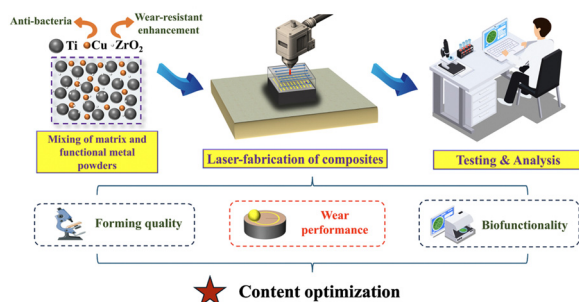 Anti-bacteria
Wear-resistant
enhancement
Ti Cu ZrO₂
Mixing of matrix and
functional metal
powders
Laser-fabrication of composites
Testing & Analysis
Forming quality
Wear
performance
Biofunctionality
Content optimization